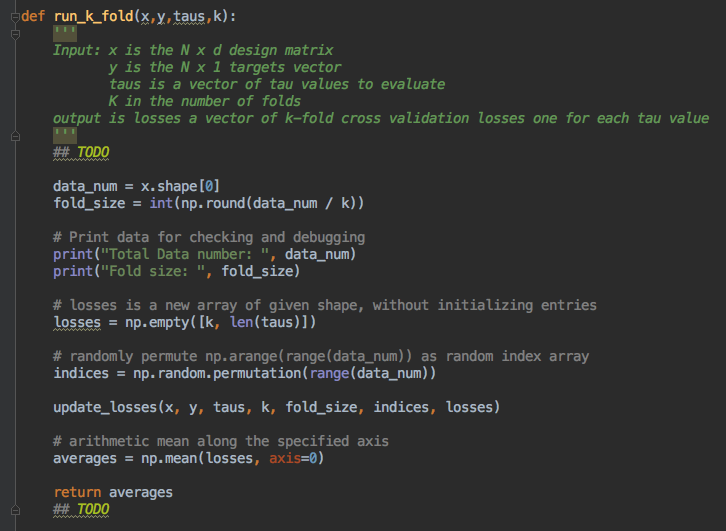 def run_k_fold(x,y,taus,k):
    '''
    Input: x is the N x d design matrix
           y is the N x 1 targets vector
           taus is a vector of tau values to evaluate
           K in the number of folds
    output is losses a vector of k-fold cross validation losses one for each tau value
    '''
    ## TODO

    data_num = x.shape[0]
    fold_size = int(np.round(data_num / k))

    # Print data for checking and debugging
    print("Total Data number: ", data_num)
    print("Fold size: ", fold_size)

    # losses is a new array of given shape, without initializing entries
    losses = np.empty([k, len(taus)])

    # randomly permute np.arange(range(data_num)) as random index array
    indices = np.random.permutation(range(data_num))

    update_losses(x, y, taus, k, fold_size, indices, losses)

    # arithmetic mean along the specified axis
    averages = np.mean(losses, axis=0)

    return averages
    ## TODO